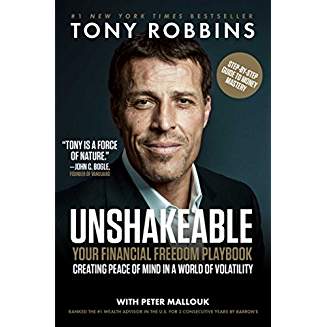 #1 NEW YORK TIMES BESTSELLER
TONY ROBBINS
STEP-BY-STEP
GUIDE TO MONEY
MASTERY
"TONY IS A FORCE
OF NATURE."
– JOHN C. BOGLE,
FOUNDER OF VANGUARD
UNSHAKEABLE
YOUR FINANCIAL FREEDOM PLAYBOOK
CREATING PEACE OF MIND IN A WORLD OF VOLATILITY
WITH PETER MALLOUK
RANKED THE #1 WEALTH ADVISOR IN THE U.S. FOR 3 CONSECUTIVE YEARS BY BARRON'S